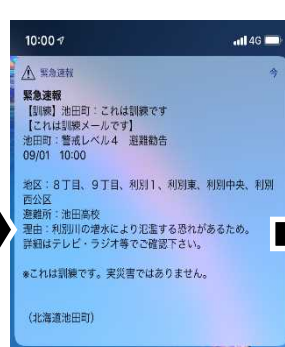 10:00
4G
緊急速報
今
緊急速報
【訓練】池田町：これは訓練です
【これは訓練メールです】
池田町：警戒レベル4　避難勧告
09/01　10:00
地区：８丁目、９丁目、利別１、利別東、利別中央、利別
西公区
避難所：池田高校
理由：利別川の増水により氾濫する恐れがあるため。
詳細はテレビ・ラジオ等でご確認下さい。
※これは訓練です。実災害ではありません。
（北海道池田町）